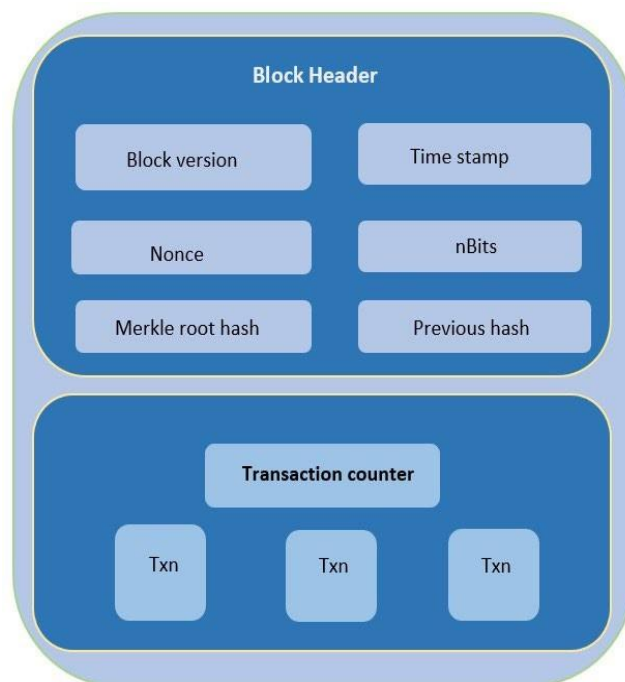 Block Header
Block version
Time stamp
Nonce
nBits
Merkle root hash
Previous hash
Transaction counter
Txn
Txn
Txn